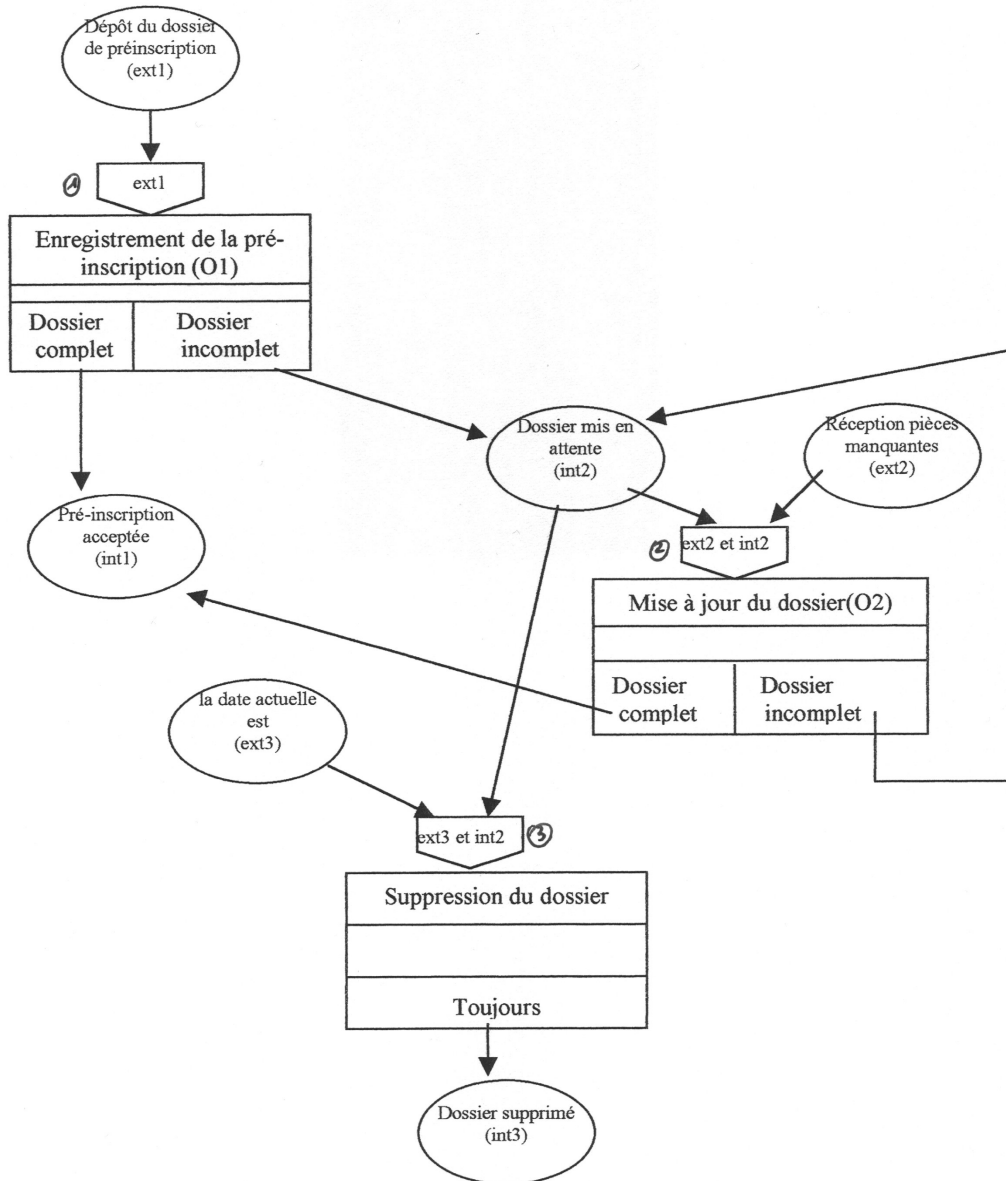 Dépôt du dossier
de préinscription
(ext1)
① ext1
Enregistrement de la pré-
inscription (O1)
Dossier
complet
Dossier
incomplet
Dossier mis en
attente
(int2)
Réception pièces
manquantes
(ext2)
Pré-inscription
acceptée
(int1)
② ext2 et int2
Mise à jour du dossier(O2)
Dossier
complet
Dossier
incomplet
la date actuelle
est
(ext3)
ext3 et int2 ③
Suppression du dossier
Toujours
Dossier supprimé
(int3)